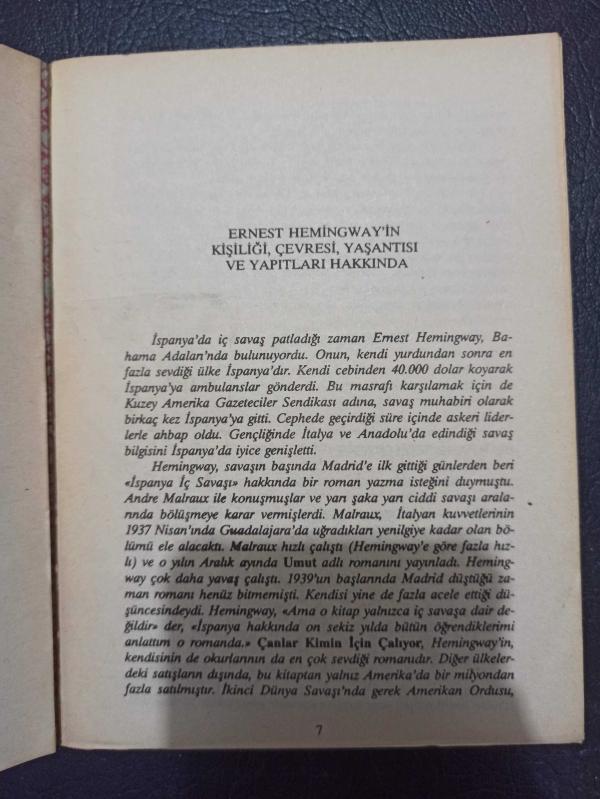 ERNEST HEMİNGWAY'İN
KİŞİLİĞİ, ÇEVRESİ, YAŞANTISI
VE YAPITLARI HAKKINDA
İspanya'da iç savaş patladığı zaman Ernest Hemingway, Ba-
hama Adaları'nda bulunuyordu. Onun, kendi yurdundan sonra en
fazla sevdiği ülke İspanya'dır. Kendi cebinden 40.000 dolar koyarak
İspanya'ya ambulanslar gönderdi. Bu masrafı karşılamak için de
Kuzey Amerika Gazeteciler Sendikası adına, savaş muhabiri olarak
birkaç kez İspanya'ya gitti. Cephede geçirdiği süre içinde askeri lider-
lerle ahbap oldu. Gençliğinde İtalya ve Anadolu'da edindiği savaş
bilgisini İspanya'da iyice genişletti.
Hemingway, savaşın başında Madrid'e ilk gittiği günlerden beri
«İspanya İç Savaşı» hakkında bir roman yazma isteğini duymuştu.
Andre Malraux ile konuşmuşlar ve yarı şaka yarı ciddi savaşı arala-
rında bölüşmeye karar vermişlerdi. Malraux, İtalyan kuvvetlerinin
1937 Nisan'ında Guadalajara'da uğradıkları yenilgiye kadar olan bö-
lümü ele alacaktı. Malraux hızlı çalıştı (Hemingway'e göre fazla hız-
lı) ve o yılın Aralık ayında Umut adlı romanını yayınladı. Heming-
way çok daha yavaş çalıştı. 1939'un başlarında Madrid düştüğü za-
man romanı henüz bitmemişti. Kendisi yine de fazla acele ettiği dü-
şüncesindeydi. Hemingway, «Ama o kitap yalnızca iç savaşa dair de-
ğildir» der, «İspanya hakkında on sekiz yılda bütün öğrendiklerimi
anlattım o romanda.» Çanlar Kimin İçin Çalıyor, Hemingway'in,
kendisinin de okurlarının da en çok sevdiği romanıdır. Diğer ülkeler-
deki satışların dışında, bu kitaptan yalnız Amerika'da bir milyondan
fazla satılmıştır. İkinci Dünya Savaşı'nda gerek Amerikan Ordusu,
7